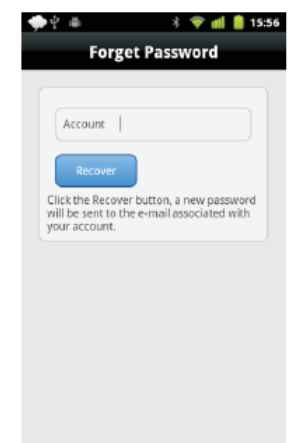 15:56
Forget Password
Account
Recover
Click the Recover button, a new password
will be sent to the e-mail associated with
your account.